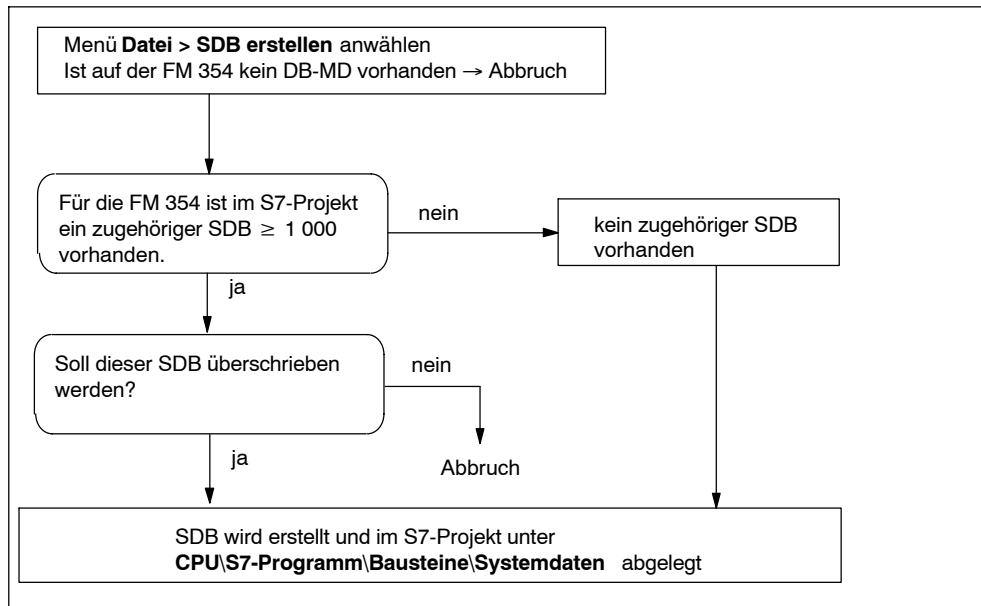 Menü Datei > SDB erstellen anwählen
Ist auf der FM 354 kein DB-MD vorhanden → Abbruch
Für die FM 354 ist im S7-Projekt
ein zugehöriger SDB ≥ 1 000
vorhanden.
nein
kein zugehöriger SDB
vorhanden
ja
Soll dieser SDB überschrieben
werden?
nein
Abbruch
ja
SDB wird erstellt und im S7-Projekt unter
CPU\S7-Programm\Bausteine\Systemdaten abgelegt